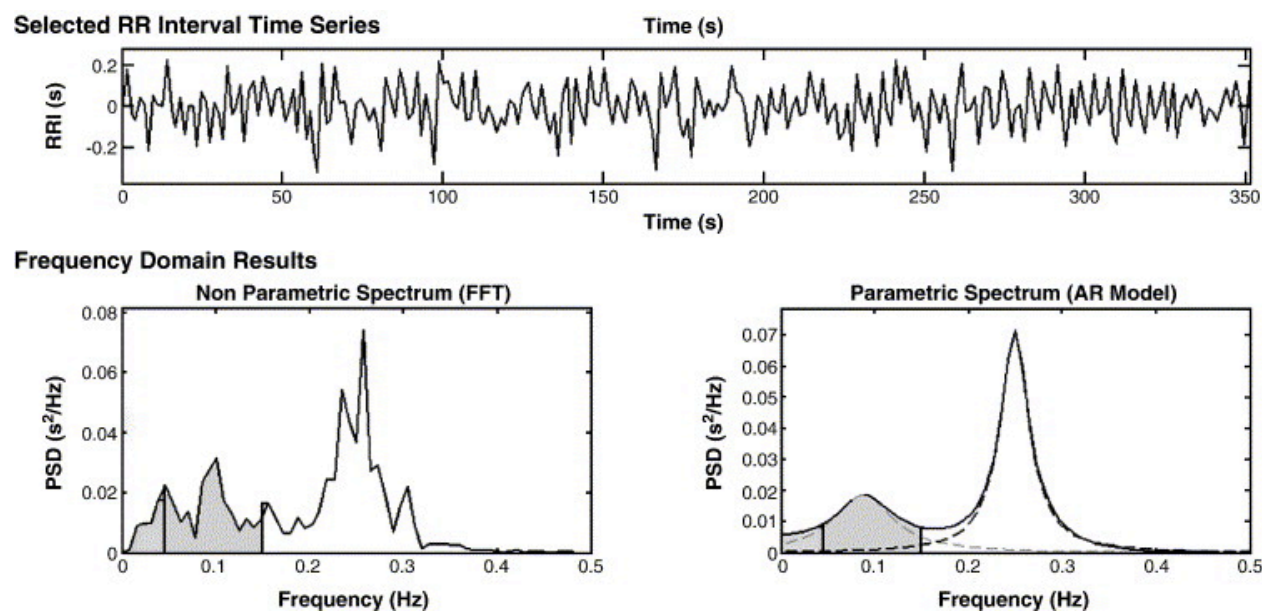 Selected RR Interval Time Series
Time (s)
RRI (s)
0.2
0
-0.2
0 50 100 150 200 250 300 350
Time (s)
Frequency Domain Results
Non Parametric Spectrum (FFT)
PSD (s²/Hz)
0.08
0.06
0.04
0.02
0
0 0.1 0.2 0.3 0.4 0.5
Frequency (Hz)
Parametric Spectrum (AR Model)
PSD (s²/Hz)
0.07
0.06
0.05
0.04
0.03
0.02
0.01
0
0 0.1 0.2 0.3 0.4 0.5
Frequency (Hz)